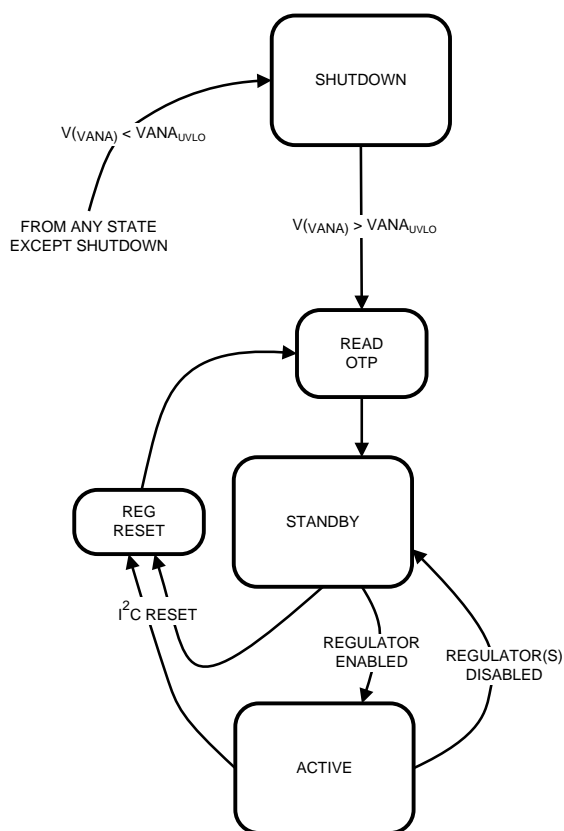 SHUTDOWN
V(VANA) < VANAUVLO
FROM ANY STATE
EXCEPT SHUTDOWN
V(VANA) > VANAUVLO
READ
OTP
REG
RESET
STANDBY
I2C RESET
REGULATOR
ENABLED
REGULATOR(S)
DISABLED
ACTIVE